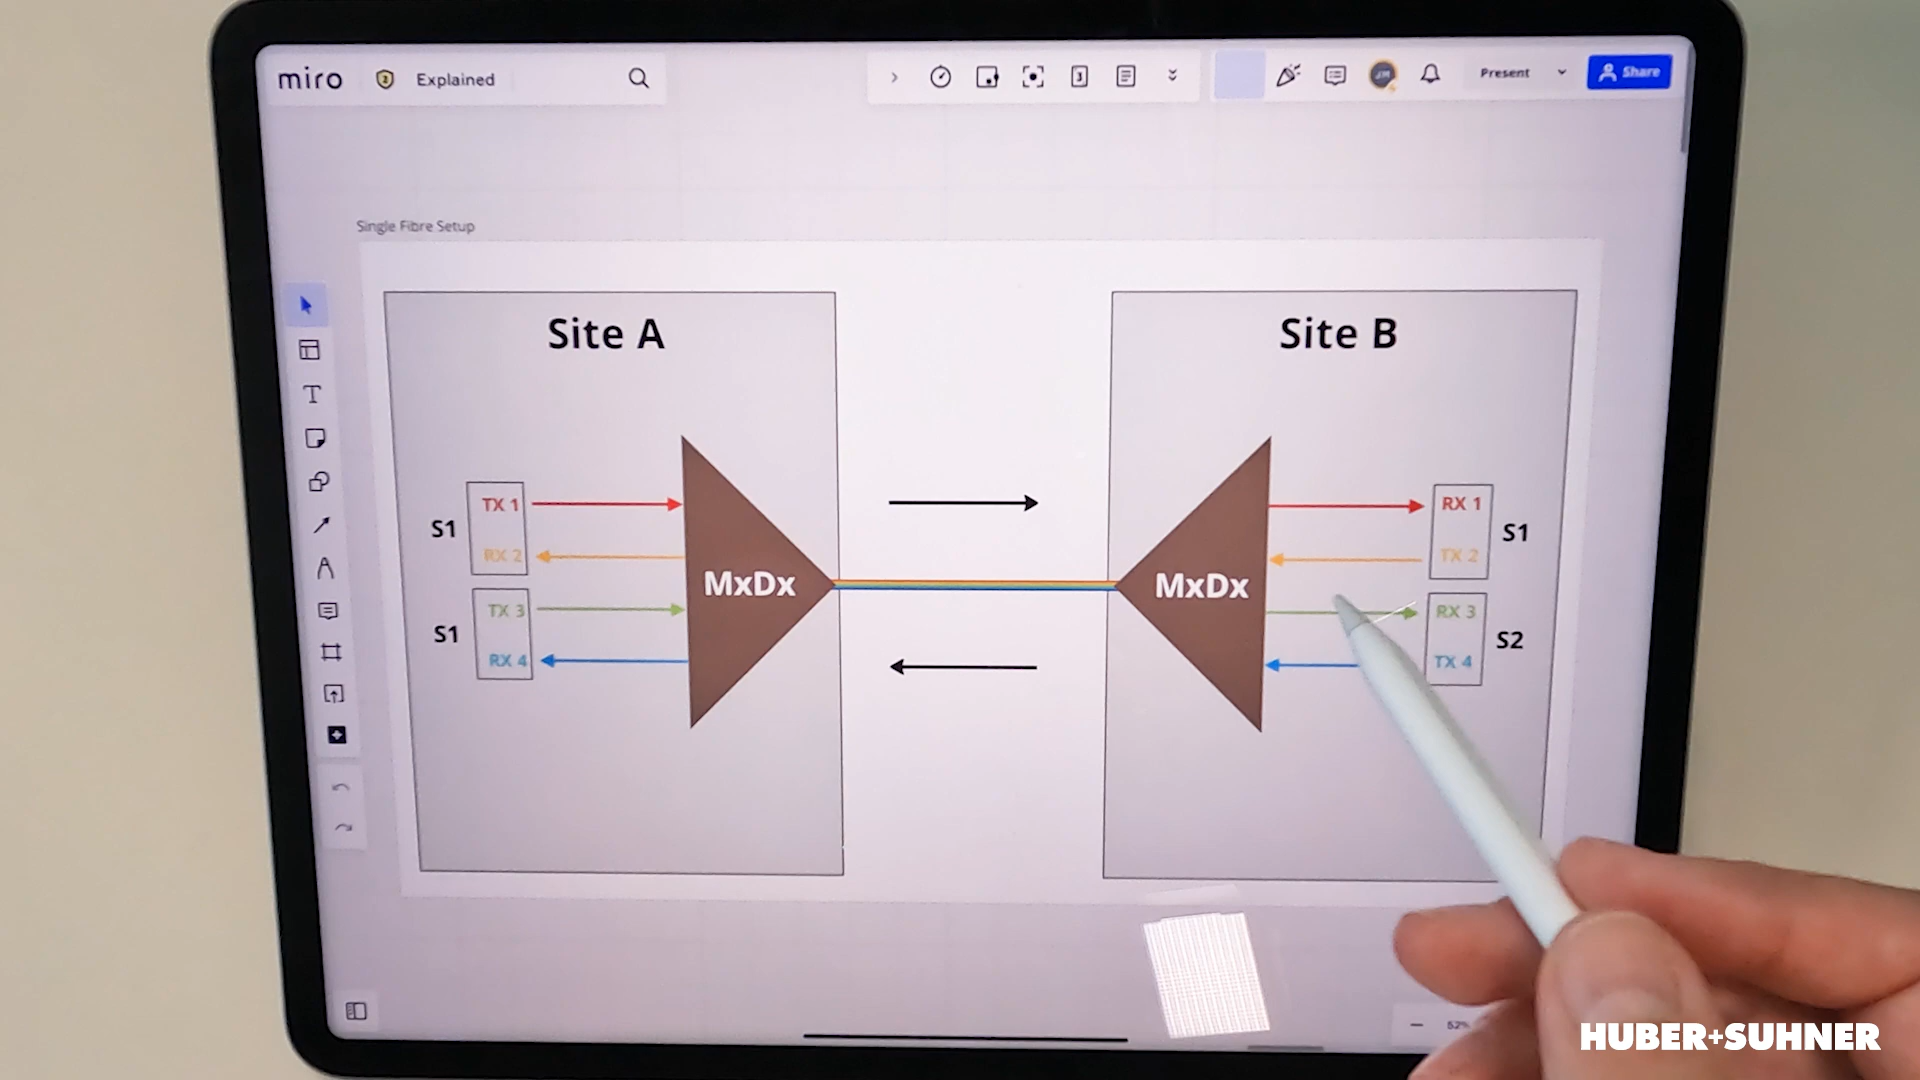 miro Explained Present Share
Single Fibre Setup
Site A Site B
TX 1 RX 1
S1 S1
RX 2 TX 2
MxDx MxDx
TX 3 RX 3
S1 S2
RX 4 TX 4
52%
HUBER+SUHNER